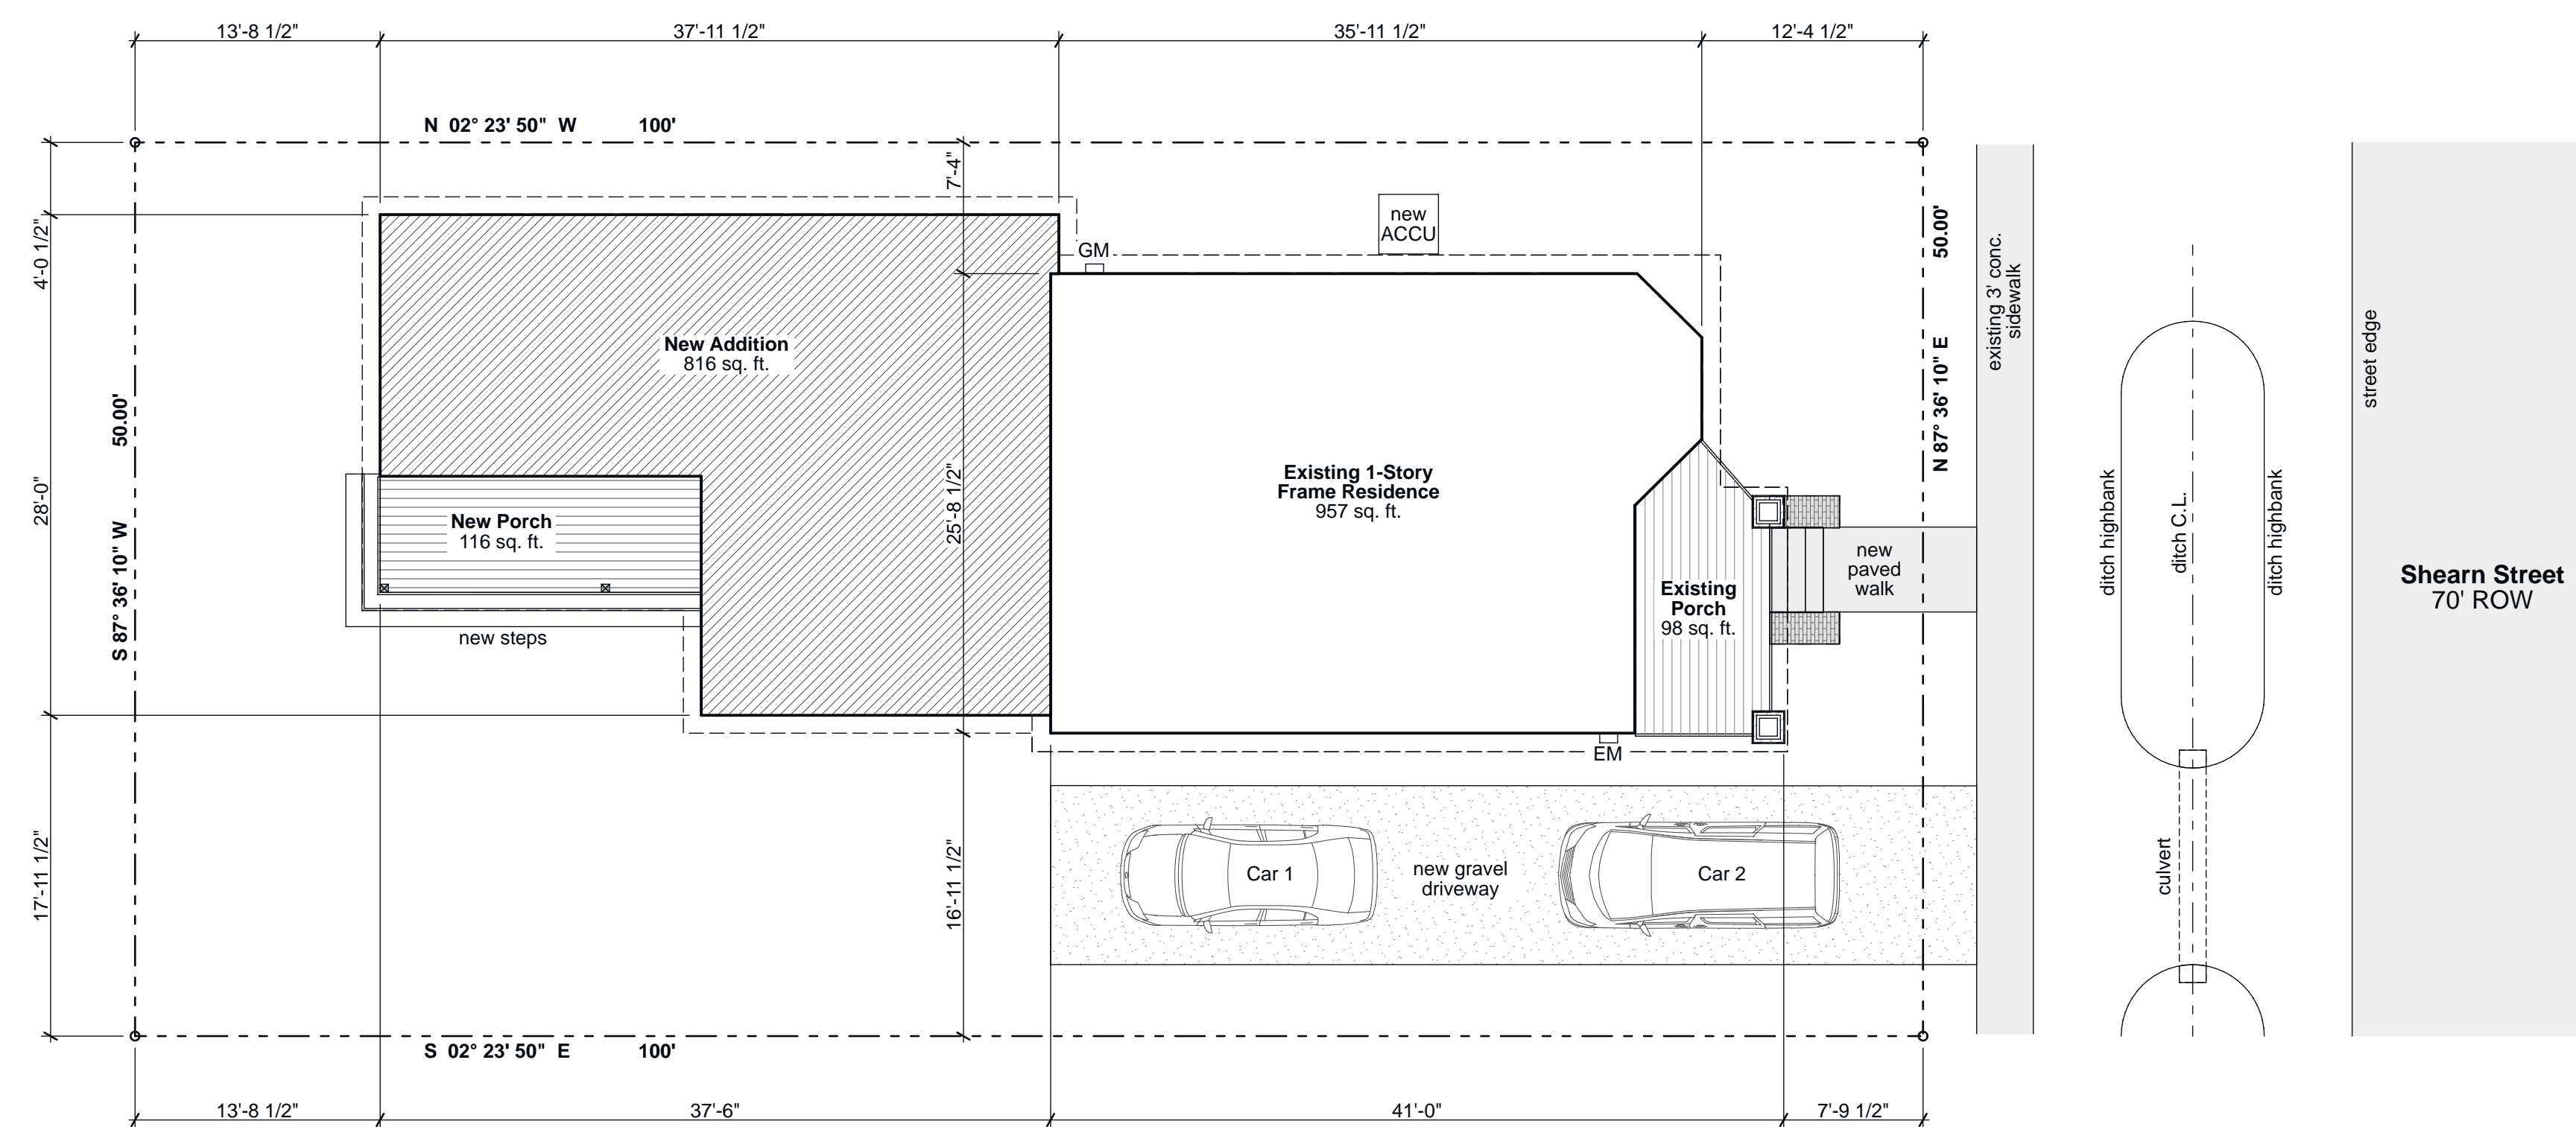 13'-8 1/2" 37'-11 1/2" 35'-11 1/2" 12'-4 1/2"
N 02° 23' 50" W 100'
7'-4"
4'-0 1/2"
28'-0"
17'-11 1/2"
S 87° 36' 10" W 50.00'
New Addition
816 sq. ft.
New Porch
116 sq. ft.
new steps
25'-8 1/2"
16'-11 1/2"
GM
new
ACCU
Existing 1-Story
Frame Residence
957 sq. ft.
Existing
Porch
98 sq. ft.
EM
new
paved
walk
N 87° 36' 10" E 50.00'
existing 3' conc.
sidewalk
Car 1
new gravel
driveway
Car 2
ditch highbank
ditch C.L.
ditch highbank
culvert
street edge
Shearn Street
70' ROW
S 02° 23' 50" E 100'
13'-8 1/2" 37'-6" 41'-0" 7'-9 1/2"